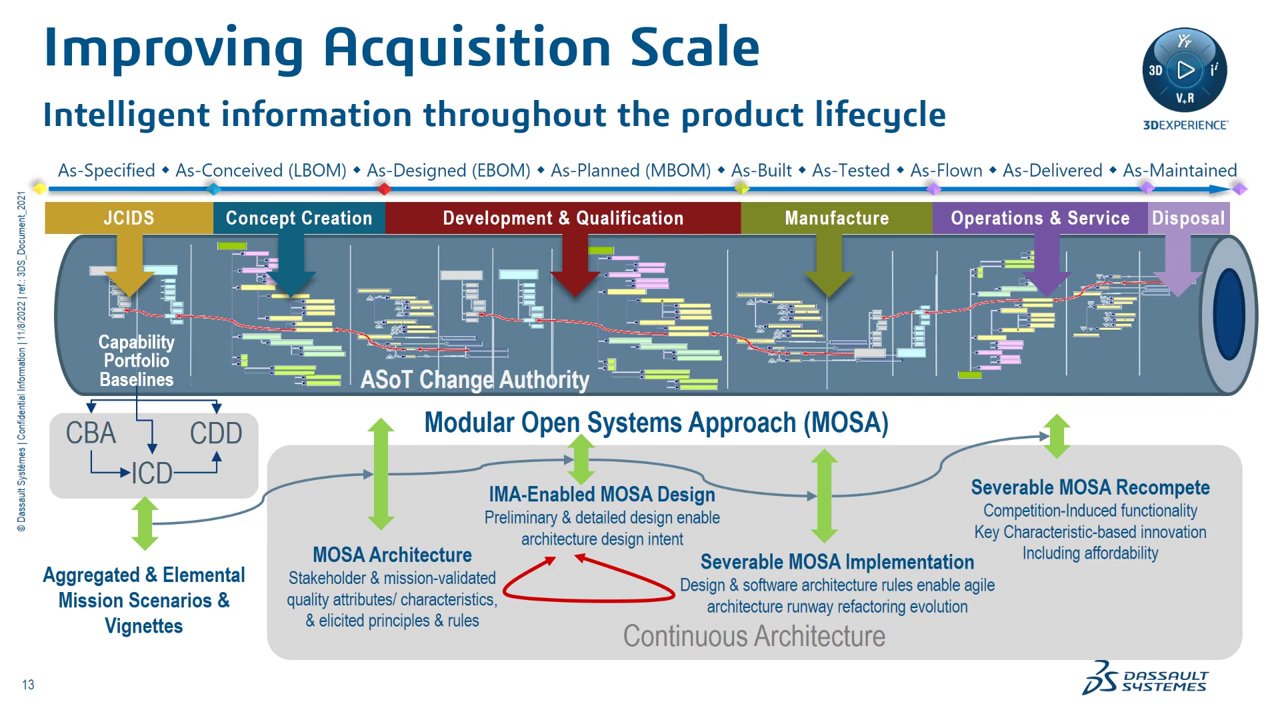 Improving Acquisition Scale
Intelligent information throughout the product lifecycle
3D
V+R
3DEXPERIENCE
As-Specified ◆ As-Conceived (LBOM) ◆ As-Designed (EBOM) ◆ As-Planned (MBOM) ◆ As-Built ◆ As-Tested ◆ As-Flown ◆ As-Delivered ◆ As-Maintained
JCIDS
Concept Creation
Development & Qualification
Manufacture
Operations & Service
Disposal
© Dassault Systèmes | Confidential Information | 11/8/2022 | ref.: 3DS_Document_2021
Capability
Portfolio
Baselines
ASoT Change Authority
CBA
CDD
ICD
Modular Open Systems Approach (MOSA)
Aggregated & Elemental
Mission Scenarios &
Vignettes
MOSA Architecture
Stakeholder & mission-validated
quality attributes/ characteristics,
& elicited principles & rules
IMA-Enabled MOSA Design
Preliminary & detailed design enable
architecture design intent
Severable MOSA Implementation
Design & software architecture rules enable agile
architecture runway refactoring evolution
Severable MOSA Recompete
Competition-Induced functionality
Key Characteristic-based innovation
Including affordability
Continuous Architecture
13
DASSAULT
SYSTEMES